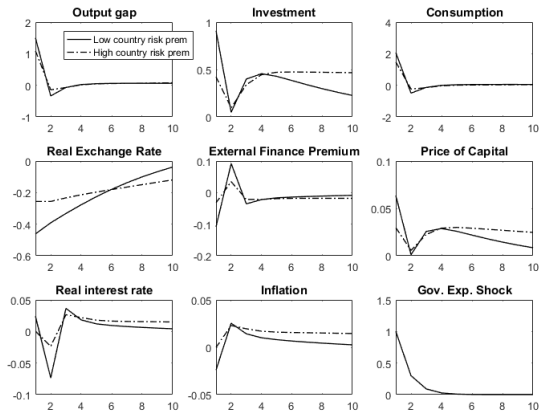 Output gap
Investment
Consumption
2
1
0
-1
2 4 6 8 10
Low country risk prem
High country risk prem
1
0.5
0
2 4 6 8 10
4
2
0
-2
2 4 6 8 10
Real Exchange Rate
External Finance Premium
Price of Capital
0
-0.2
-0.4
-0.6
2 4 6 8 10
0.1
0
-0.1
-0.2
2 4 6 8 10
0.1
0.05
0
2 4 6 8 10
Real interest rate
Inflation
Gov. Exp. Shock
0.05
0
-0.05
-0.1
2 4 6 8 10
0.05
0
-0.05
2 4 6 8 10
1.5
1
0.5
0
2 4 6 8 10